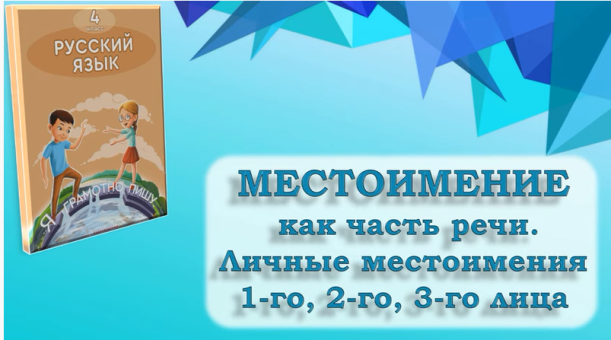 4
РУССКИЙ
ЯЗЫК
Я ГРАМОТНО ПИШУ
МЕСТОИМЕНИЕ
как часть речи.
Личные местоимения
1-го, 2-го, 3-го лица